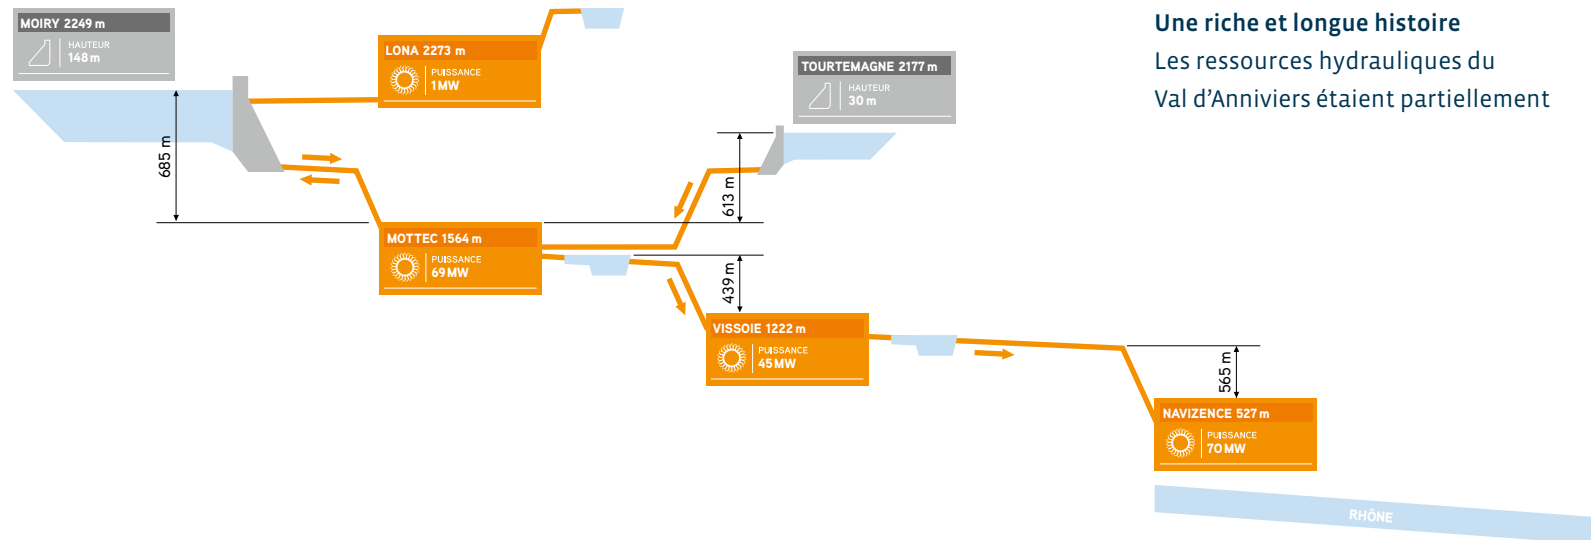 MOIRY 2249 m
HAUTEUR
148 m
LONA 2273 m
PUISSANCE
1 MW
TOURTEMAGNE 2177 m
HAUTEUR
30 m
Une riche et longue histoire
Les ressources hydrauliques du
Val d'Anniviers étaient partiellement
685 m
613 m
MOTTEC 1564 m
PUISSANCE
69 MW
439 m
VISSOIE 1222 m
PUISSANCE
45 MW
565 m
NAVIZENCE 527 m
PUISSANCE
70 MW
RHÔNE